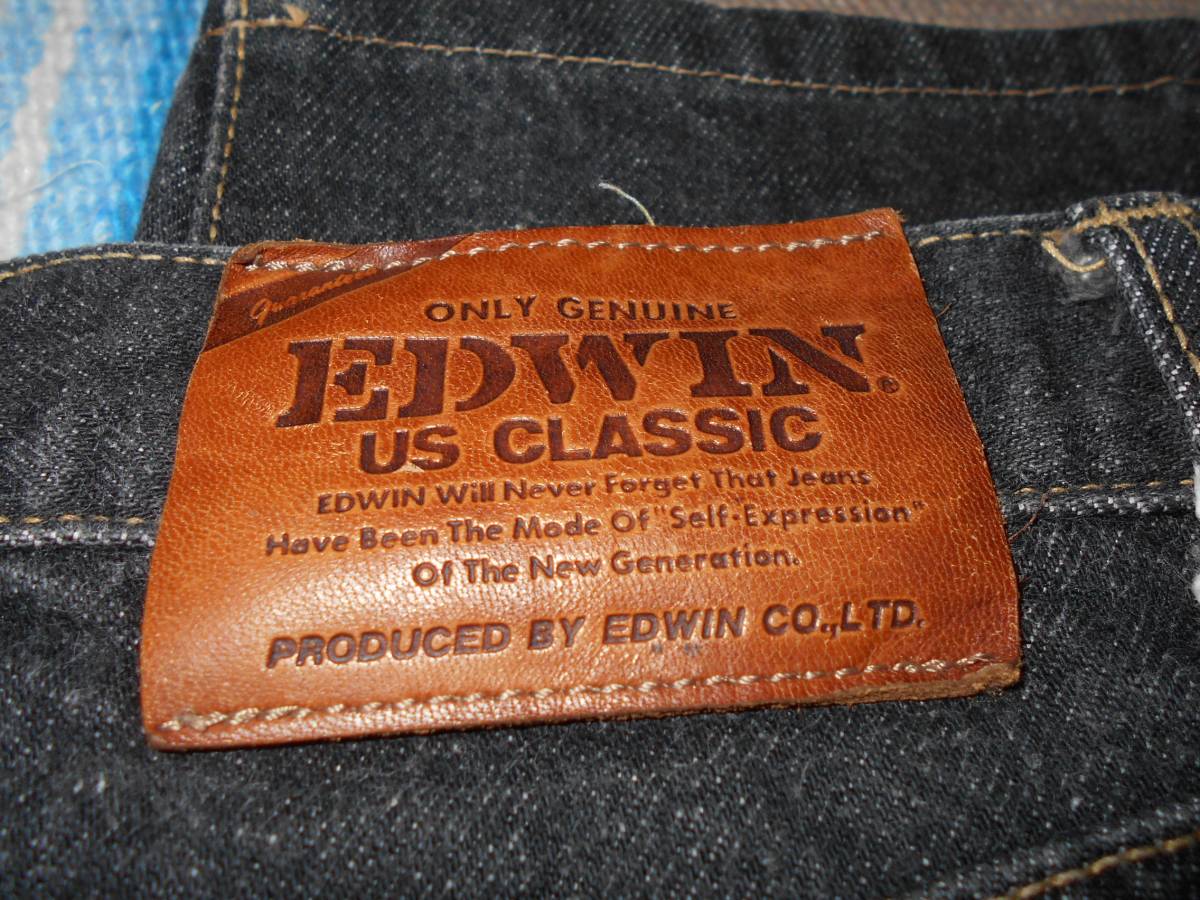 Guaranteed
ONLY GENUINE
EDWIN®
US CLASSIC
EDWIN Will Never Forget That Jeans
Have Been The Mode Of "Self-Expression"
Of The New Generation.
PRODUCED BY EDWIN CO.,LTD.